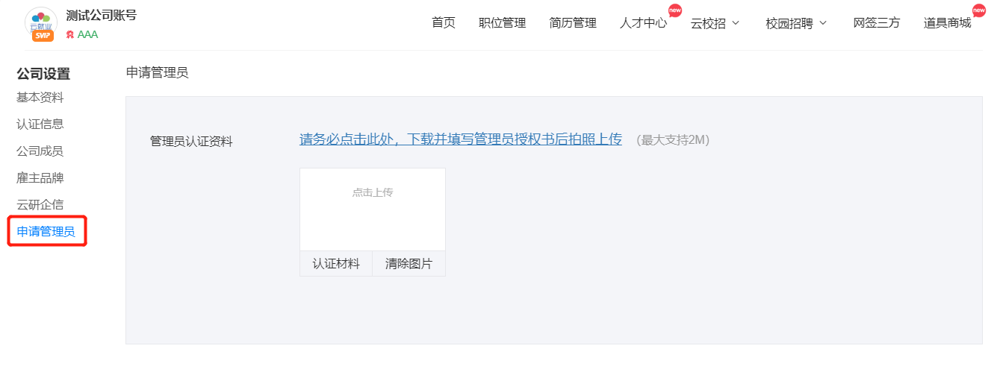 测试公司账号
云就业
SVIP
AAA
首页 职位管理 简历管理 人才中心 new 云校招 校园招聘 网签三方 道具商城 new
公司设置
基本资料
认证信息
公司成员
雇主品牌
云研企信
申请管理员
申请管理员
管理员认证资料 请务必点击此处，下载并填写管理员授权书后拍照上传 （最大支持2M）
点击上传
认证材料 清除图片